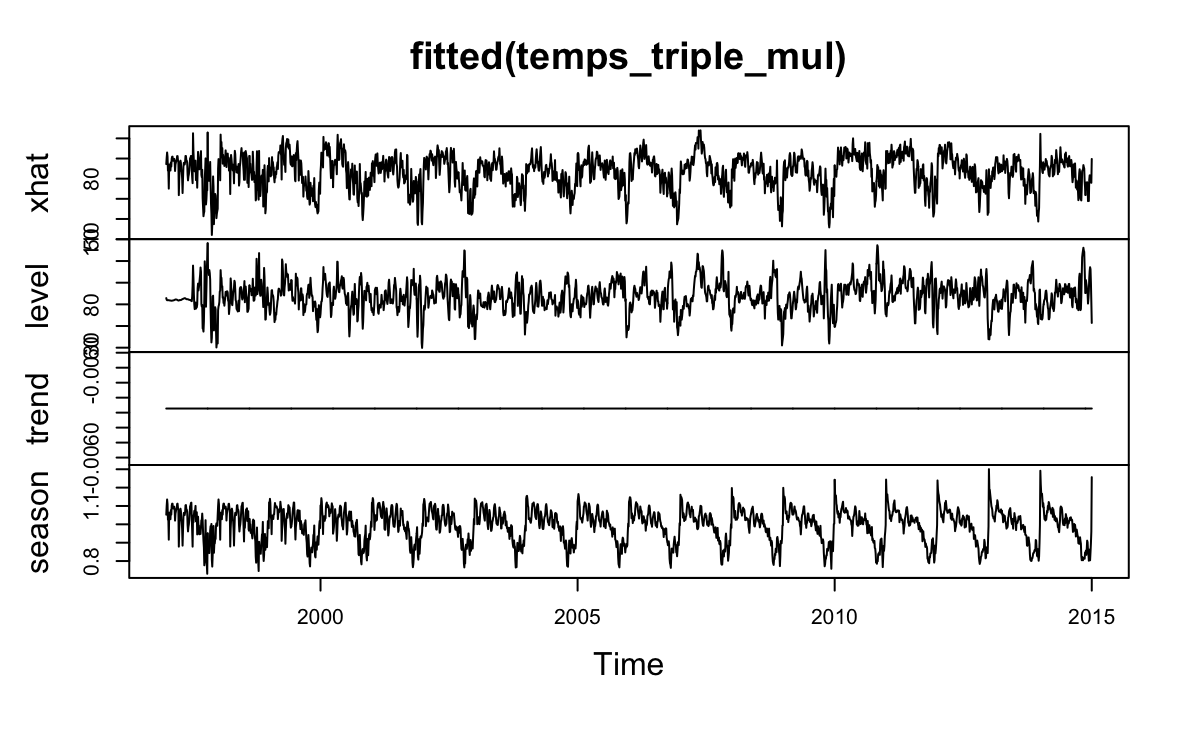 fitted(temps_triple_mul)
xhat
80
level
80
trend
-0.0060
season
1.1
0.8
2000 2005 2010 2015
Time